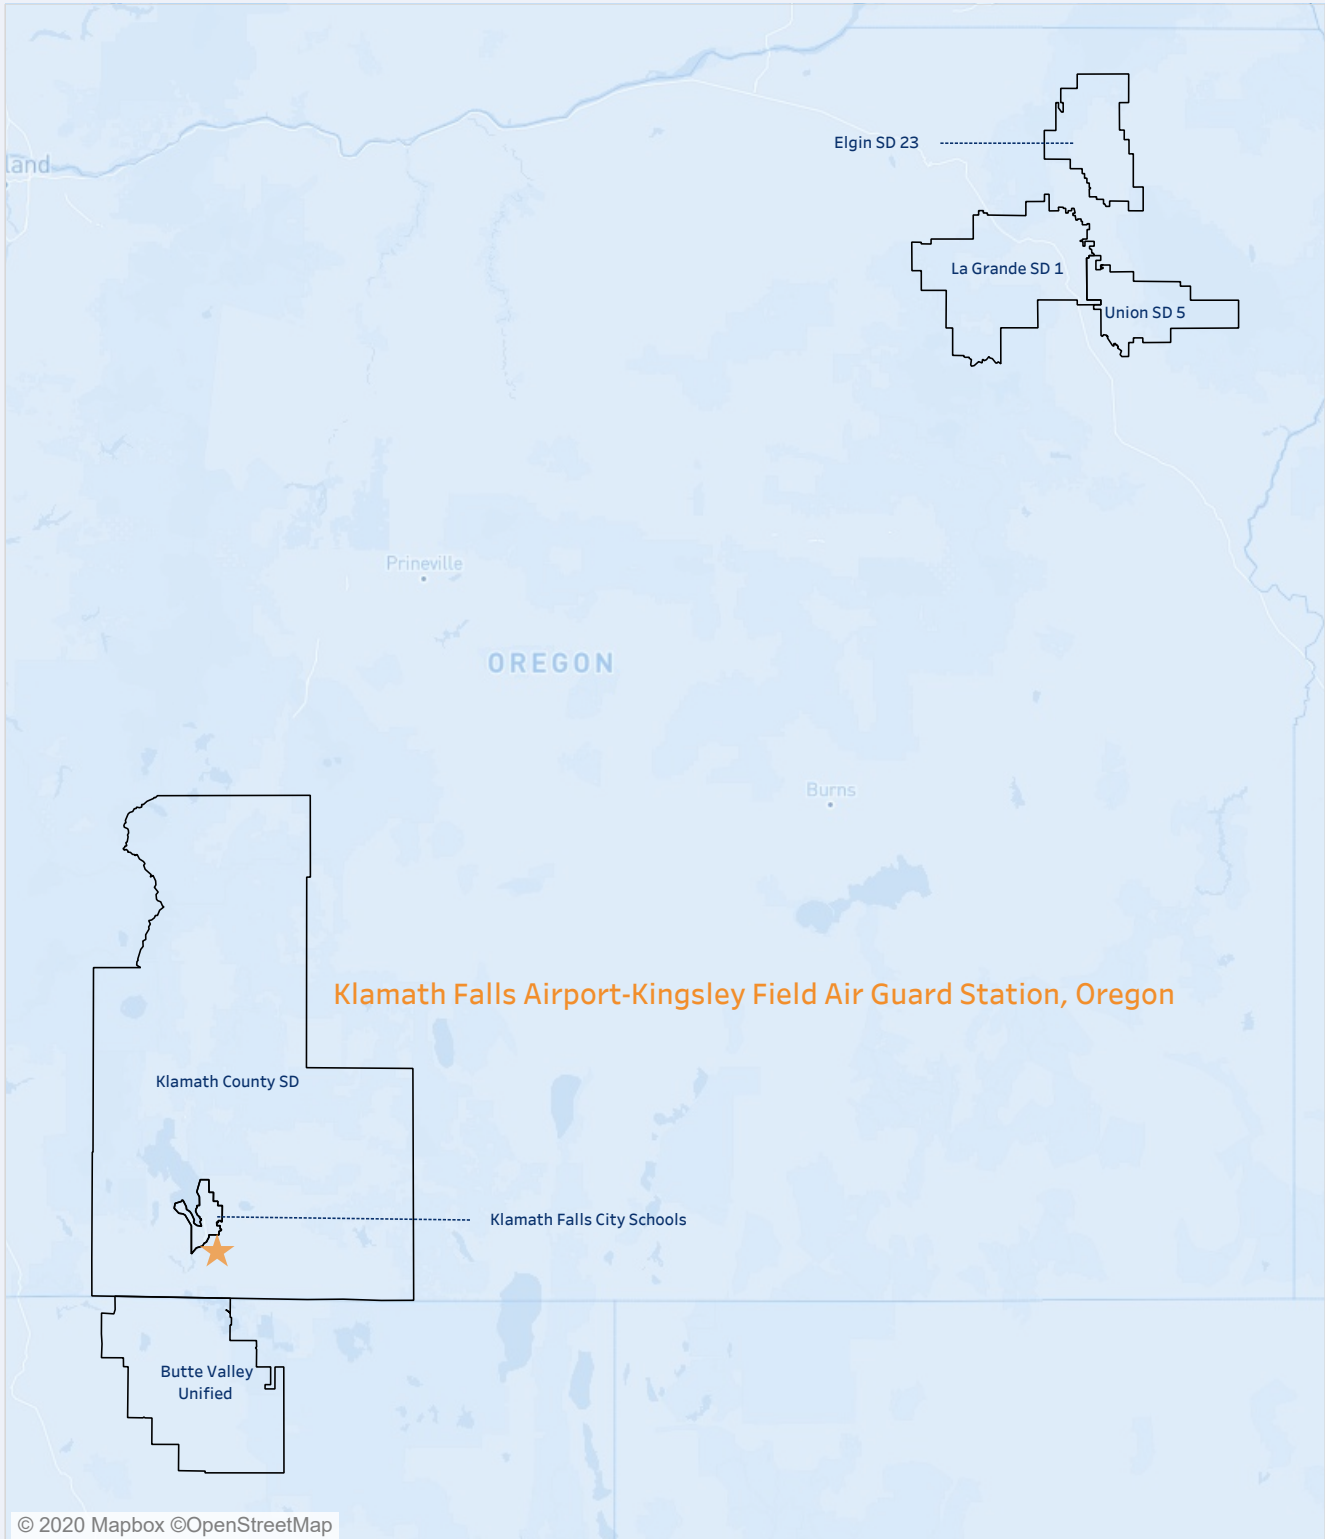 Elgin SD 23
land
La Grande SD 1
Union SD 5
Prineville
OREGON
Burns
Klamath Falls Airport-Kingsley Field Air Guard Station, Oregon
Klamath County SD
Klamath Falls City Schools
Butte Valley
Unified
© 2020 Mapbox ©OpenStreetMap